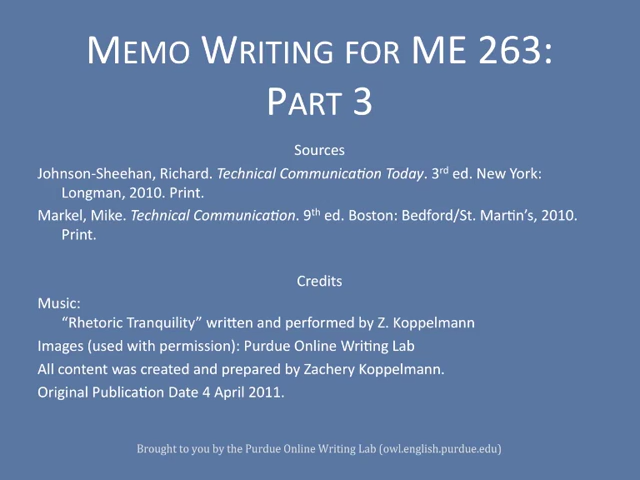 MEMO WRITING FOR ME 263:
PART 3
Sources
Johnson-Sheehan, Richard. Technical Communication Today. 3rd ed. New York:
Longman, 2010. Print.
Markel, Mike. Technical Communication. 9th ed. Boston: Bedford/St. Martin's, 2010.
Print.
Credits
Music:
“Rhetoric Tranquility” written and performed by Z. Koppelmann
Images (used with permission): Purdue Online Writing Lab
All content was created and prepared by Zachery Koppelmann.
Original Publication Date 4 April 2011.
Brought to you by the Purdue Online Writing Lab (owl.english.purdue.edu)